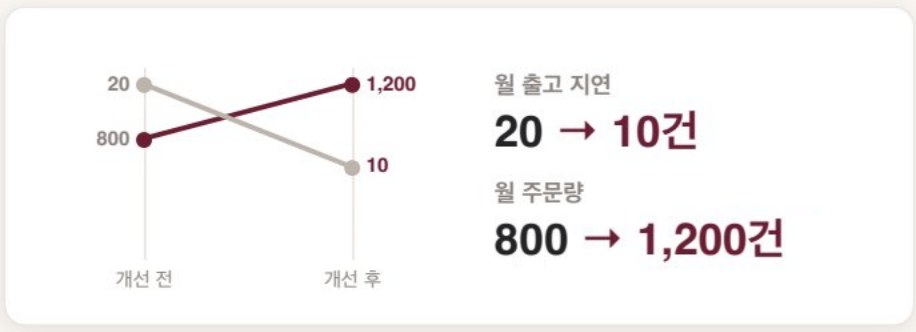 20
800
1,200
10
개선 전
개선 후
월 출고 지연
20 → 10건
월 주문량
800 → 1,200건